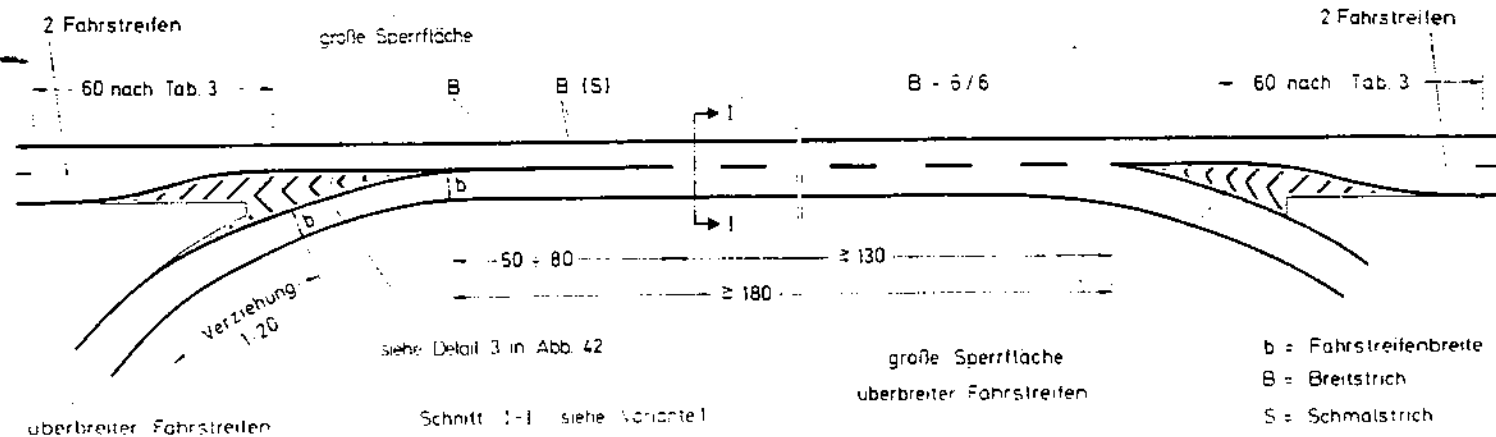 2 Fahrstreifen
große Sperrfläche
2 Fahrstreifen
60 nach Tab. 3
B
B (S)
B - 6/6
60 nach Tab. 3
I
b
b
I
50 ÷ 80
≥ 130
≥ 180
Verziehung
1:20
siehe Detail 3 in Abb. 42
große Sperrfläche
uberbreiter Fahrstreifen
b = Fahrstreifenbreite
B = Breitstrich
S = Schmalstrich
uberbreiter Fahrstreifen
Schnitt I-I siehe Variante 1